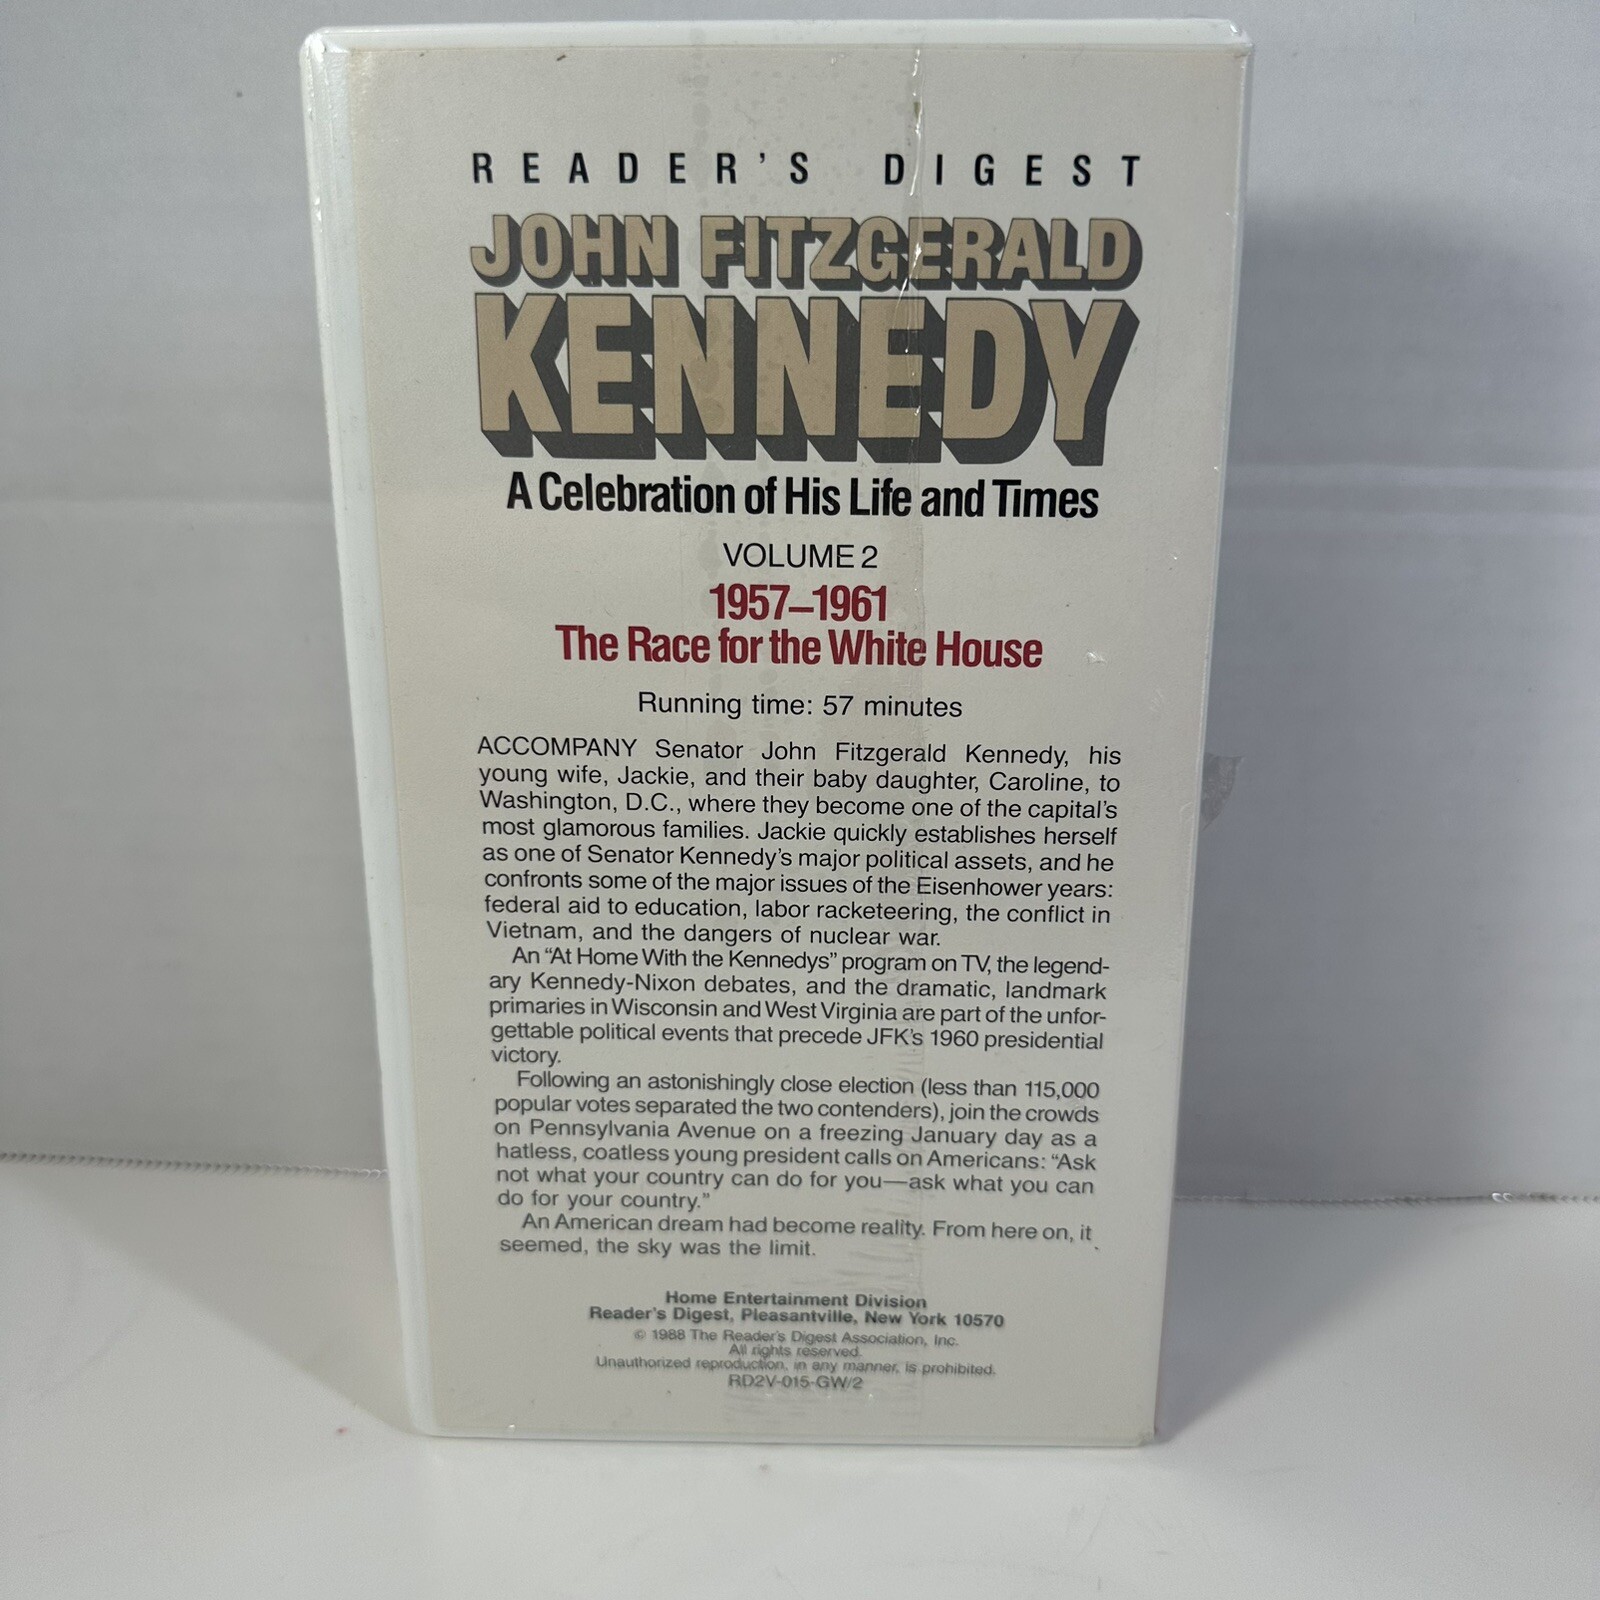 READER'S DIGEST
JOHN FITZGERALD
KENNEDY
A Celebration of His Life and Times
VOLUME 2
1957–1961
The Race for the White House
Running time: 57 minutes
ACCOMPANY Senator John Fitzgerald Kennedy, his
young wife, Jackie, and their baby daughter, Caroline, to
Washington, D.C., where they become one of the capital's
most glamorous families. Jackie quickly establishes herself
as one of Senator Kennedy's major political assets, and he
confronts some of the major issues of the Eisenhower years:
federal aid to education, labor racketeering, the conflict in
Vietnam, and the dangers of nuclear war.
An “At Home With the Kennedys” program on TV, the legend-
ary Kennedy-Nixon debates, and the dramatic, landmark
primaries in Wisconsin and West Virginia are part of the unfor-
gettable political events that precede JFK's 1960 presidential
victory.
Following an astonishingly close election (less than 115,000
popular votes separated the two contenders), join the crowds
on Pennsylvania Avenue on a freezing January day as a
hatless, coatless young president calls on Americans: “Ask
not what your country can do for you—ask what you can
do for your country.”
An American dream had become reality. From here on, it
seemed, the sky was the limit.
Home Entertainment Division
Reader's Digest, Pleasantville, New York 10570
© 1988 The Reader's Digest Association, Inc.
All rights reserved.
Unauthorized reproduction, in any manner, is prohibited.
RD2V-015-GW/2